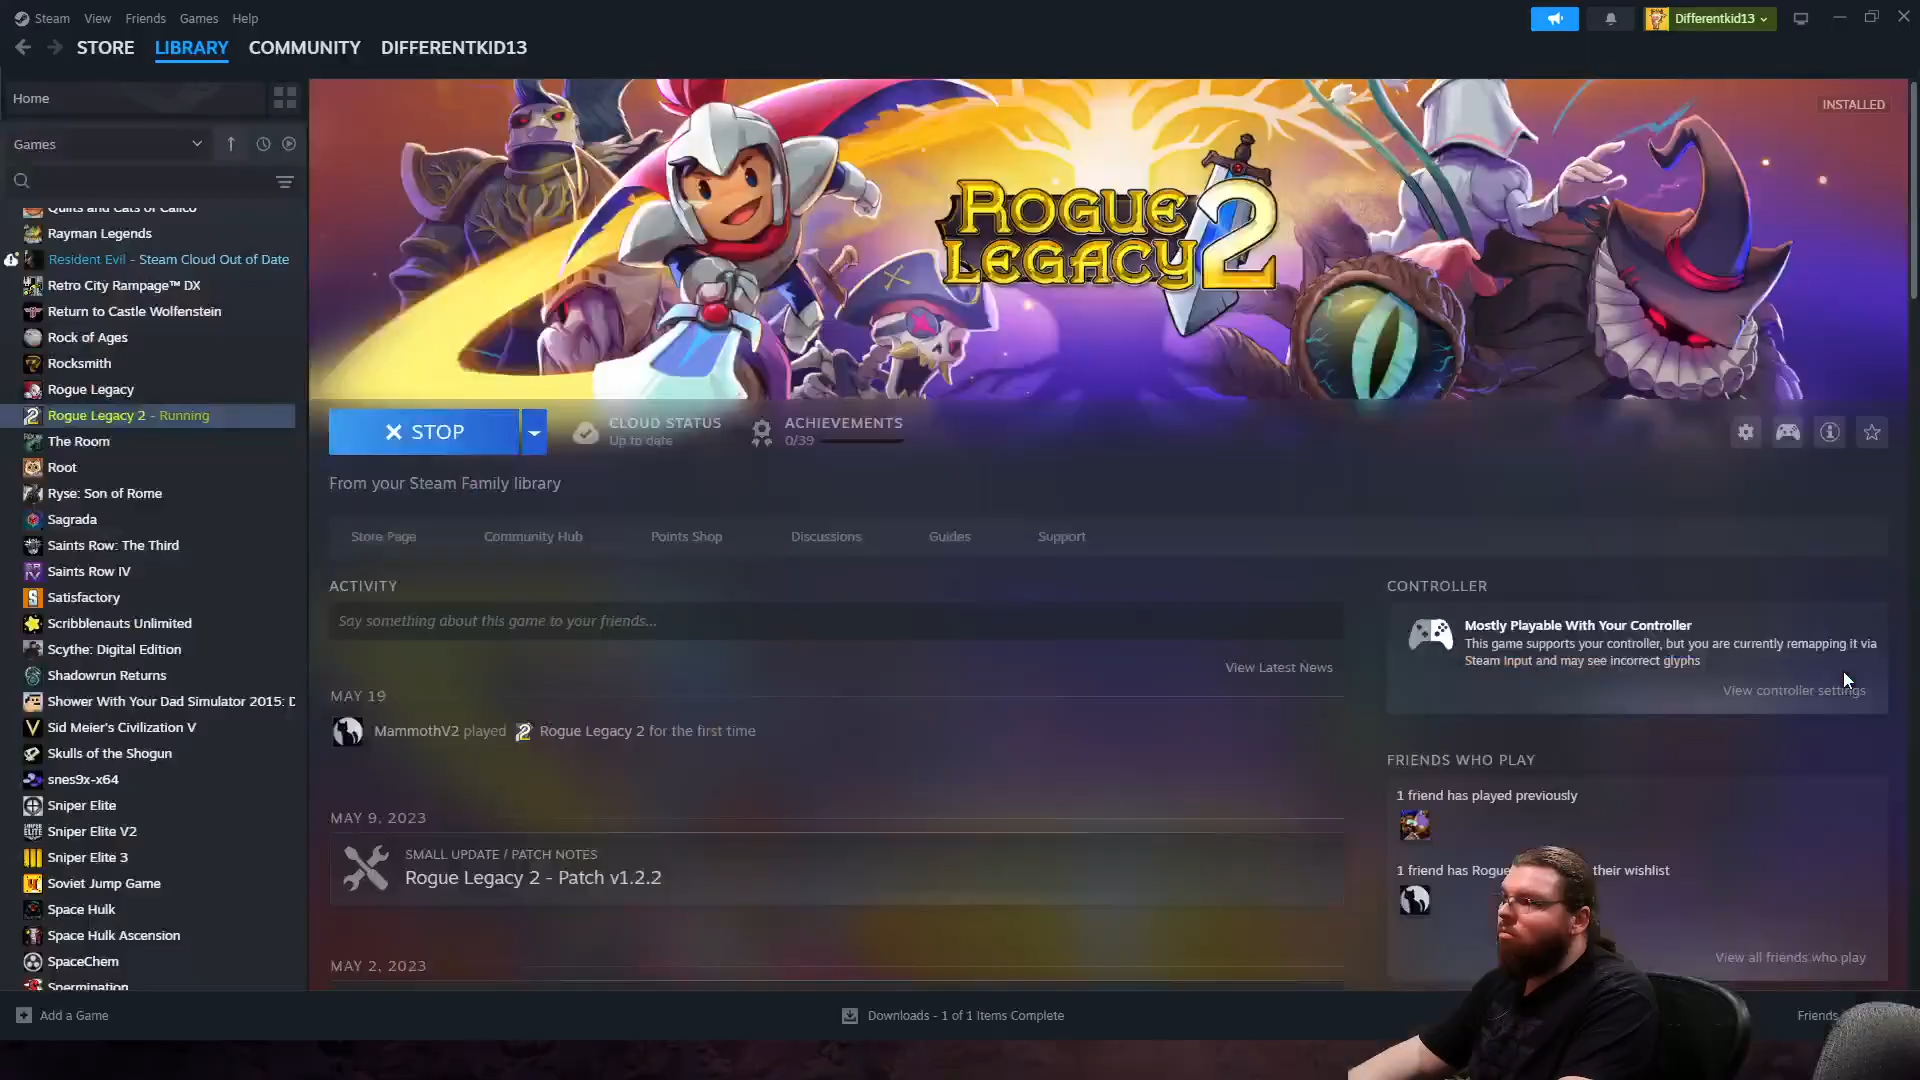 Steam View Friends Games Help
Differentkid13
STORE LIBRARY COMMUNITY DIFFERENTKID13
Home
Games
Quilts and Cats of Calico
Rayman Legends
Resident Evil - Steam Cloud Out of Date
Retro City Rampage™ DX
Return to Castle Wolfenstein
Rock of Ages
Rocksmith
Rogue Legacy
Rogue Legacy 2 - Running
The Room
Root
Ryse: Son of Rome
Sagrada
Saints Row: The Third
Saints Row IV
Satisfactory
Scribblenauts Unlimited
Scythe: Digital Edition
Shadowrun Returns
Shower With Your Dad Simulator 2015: D
Sid Meier's Civilization V
Skulls of the Shogun
snes9x-x64
Sniper Elite
Sniper Elite V2
Sniper Elite 3
Soviet Jump Game
Space Hulk
Space Hulk Ascension
SpaceChem
Spermination
Add a Game
INSTALLED
ROGUE
LEGACY 2
STOP
CLOUD STATUS
Up to date
ACHIEVEMENTS
0/39
From your Steam Family library
Store Page Community Hub Points Shop Discussions Guides Support
ACTIVITY
Say something about this game to your friends...
View Latest News
MAY 19
MammothV2 played Rogue Legacy 2 for the first time
MAY 9, 2023
SMALL UPDATE / PATCH NOTES
Rogue Legacy 2 - Patch v1.2.2
MAY 2, 2023
CONTROLLER
Mostly Playable With Your Controller
This game supports your controller, but you are currently remapping it via
Steam Input and may see incorrect glyphs
View controller settings
FRIENDS WHO PLAY
1 friend has played previously
1 friend has Rogue their wishlist
View all friends who play
Downloads - 1 of 1 Items Complete
Friends